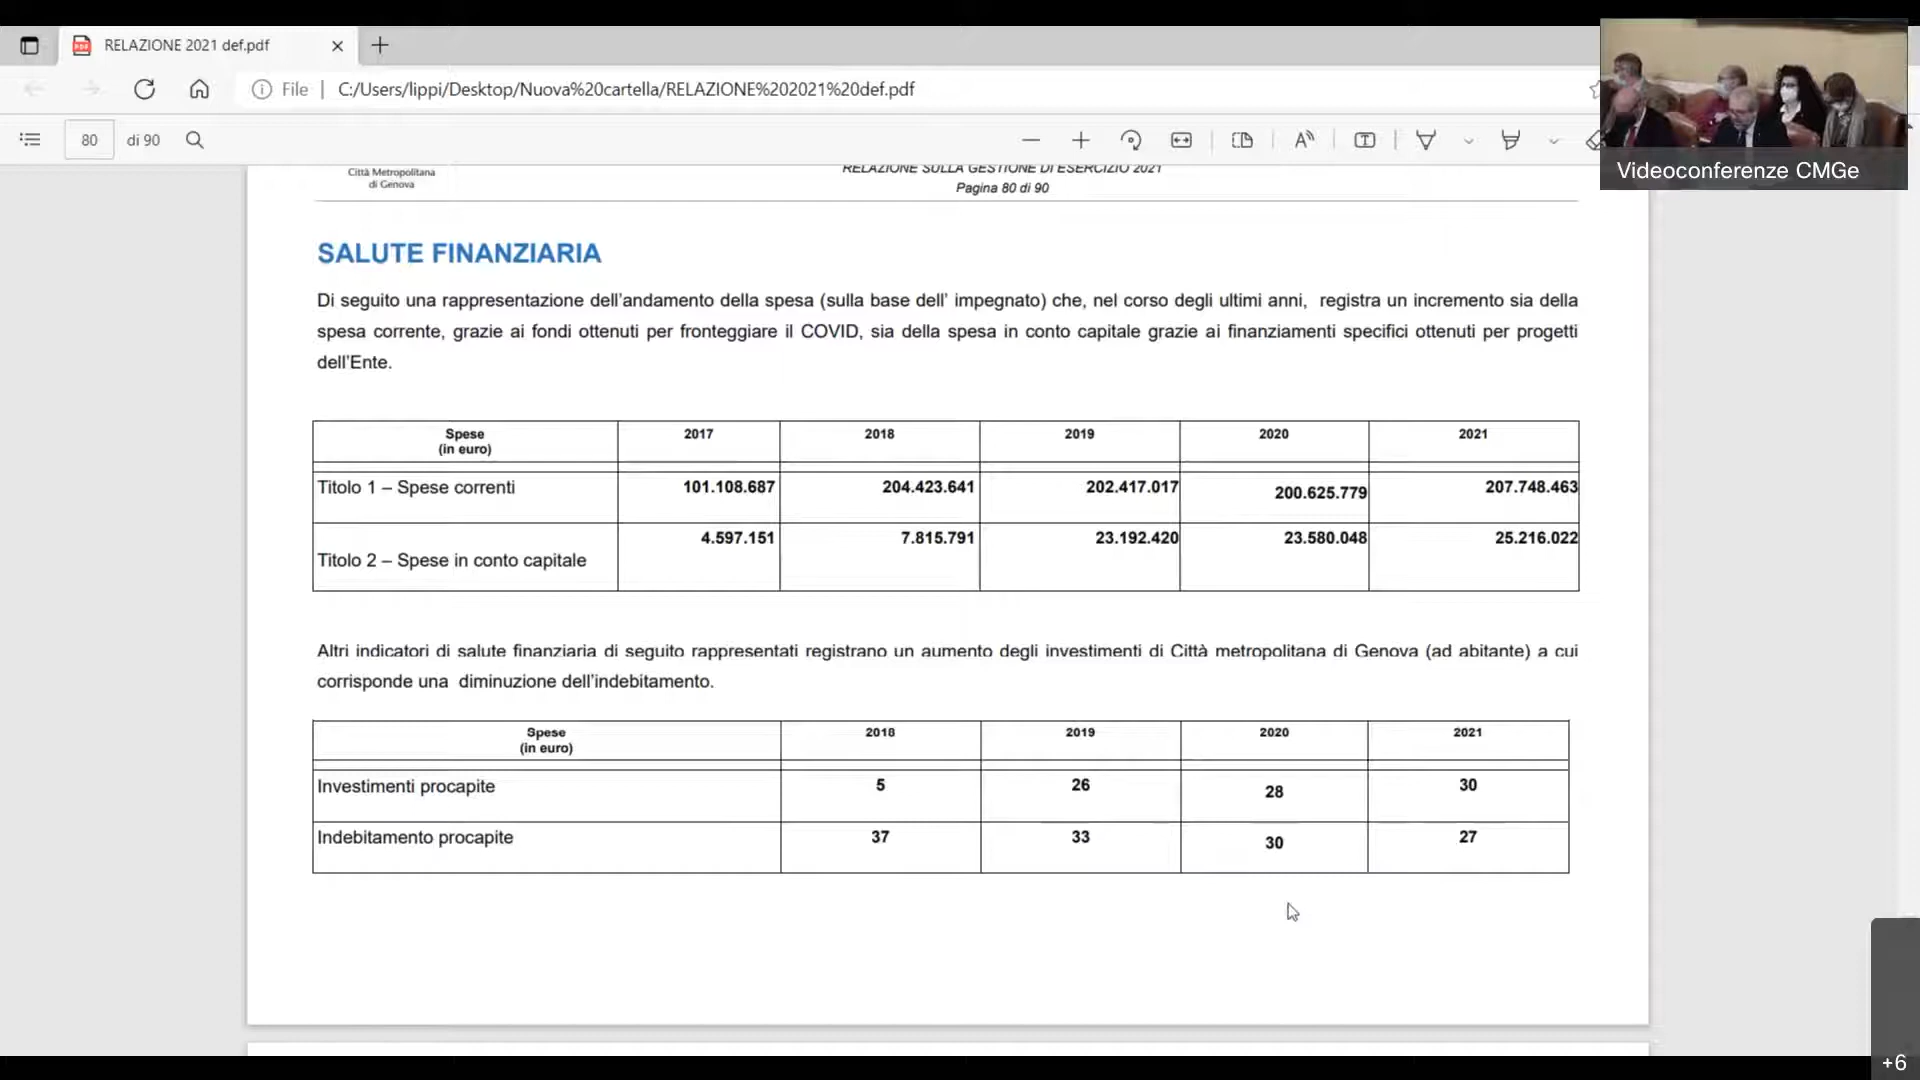 RELAZIONE 2021 def.pdf
File
C:/Users/lippi/Desktop/Nuova%20cartella/RELAZIONE%202021%20def.pdf
80 di 90
Videoconferenze CMGe
Città Metropolitana
di Genova
RELAZIONE SULLA GESTIONE DI ESERCIZIO 2021
Pagina 80 di 90
SALUTE FINANZIARIA
Di seguito una rappresentazione dell'andamento della spesa (sulla base dell' impegnato) che, nel corso degli ultimi anni, registra un incremento sia della
spesa corrente, grazie ai fondi ottenuti per fronteggiare il COVID, sia della spesa in conto capitale grazie ai finanziamenti specifici ottenuti per progetti
dell'Ente.
Spese (in euro) 2017 2018 2019 2020 2021
Titolo 1 – Spese correnti 101.108.687 204.423.641 202.417.017 200.625.779 207.748.463
Titolo 2 – Spese in conto capitale 4.597.151 7.815.791 23.192.420 23.580.048 25.216.022
Altri indicatori di salute finanziaria di seguito rappresentati registrano un aumento degli investimenti di Città metropolitana di Genova (ad abitante) a cui
corrisponde una diminuzione dell'indebitamento.
Spese (in euro) 2018 2019 2020 2021
Investimenti procapite 5 26 28 30
Indebitamento procapite 37 33 30 27
+6